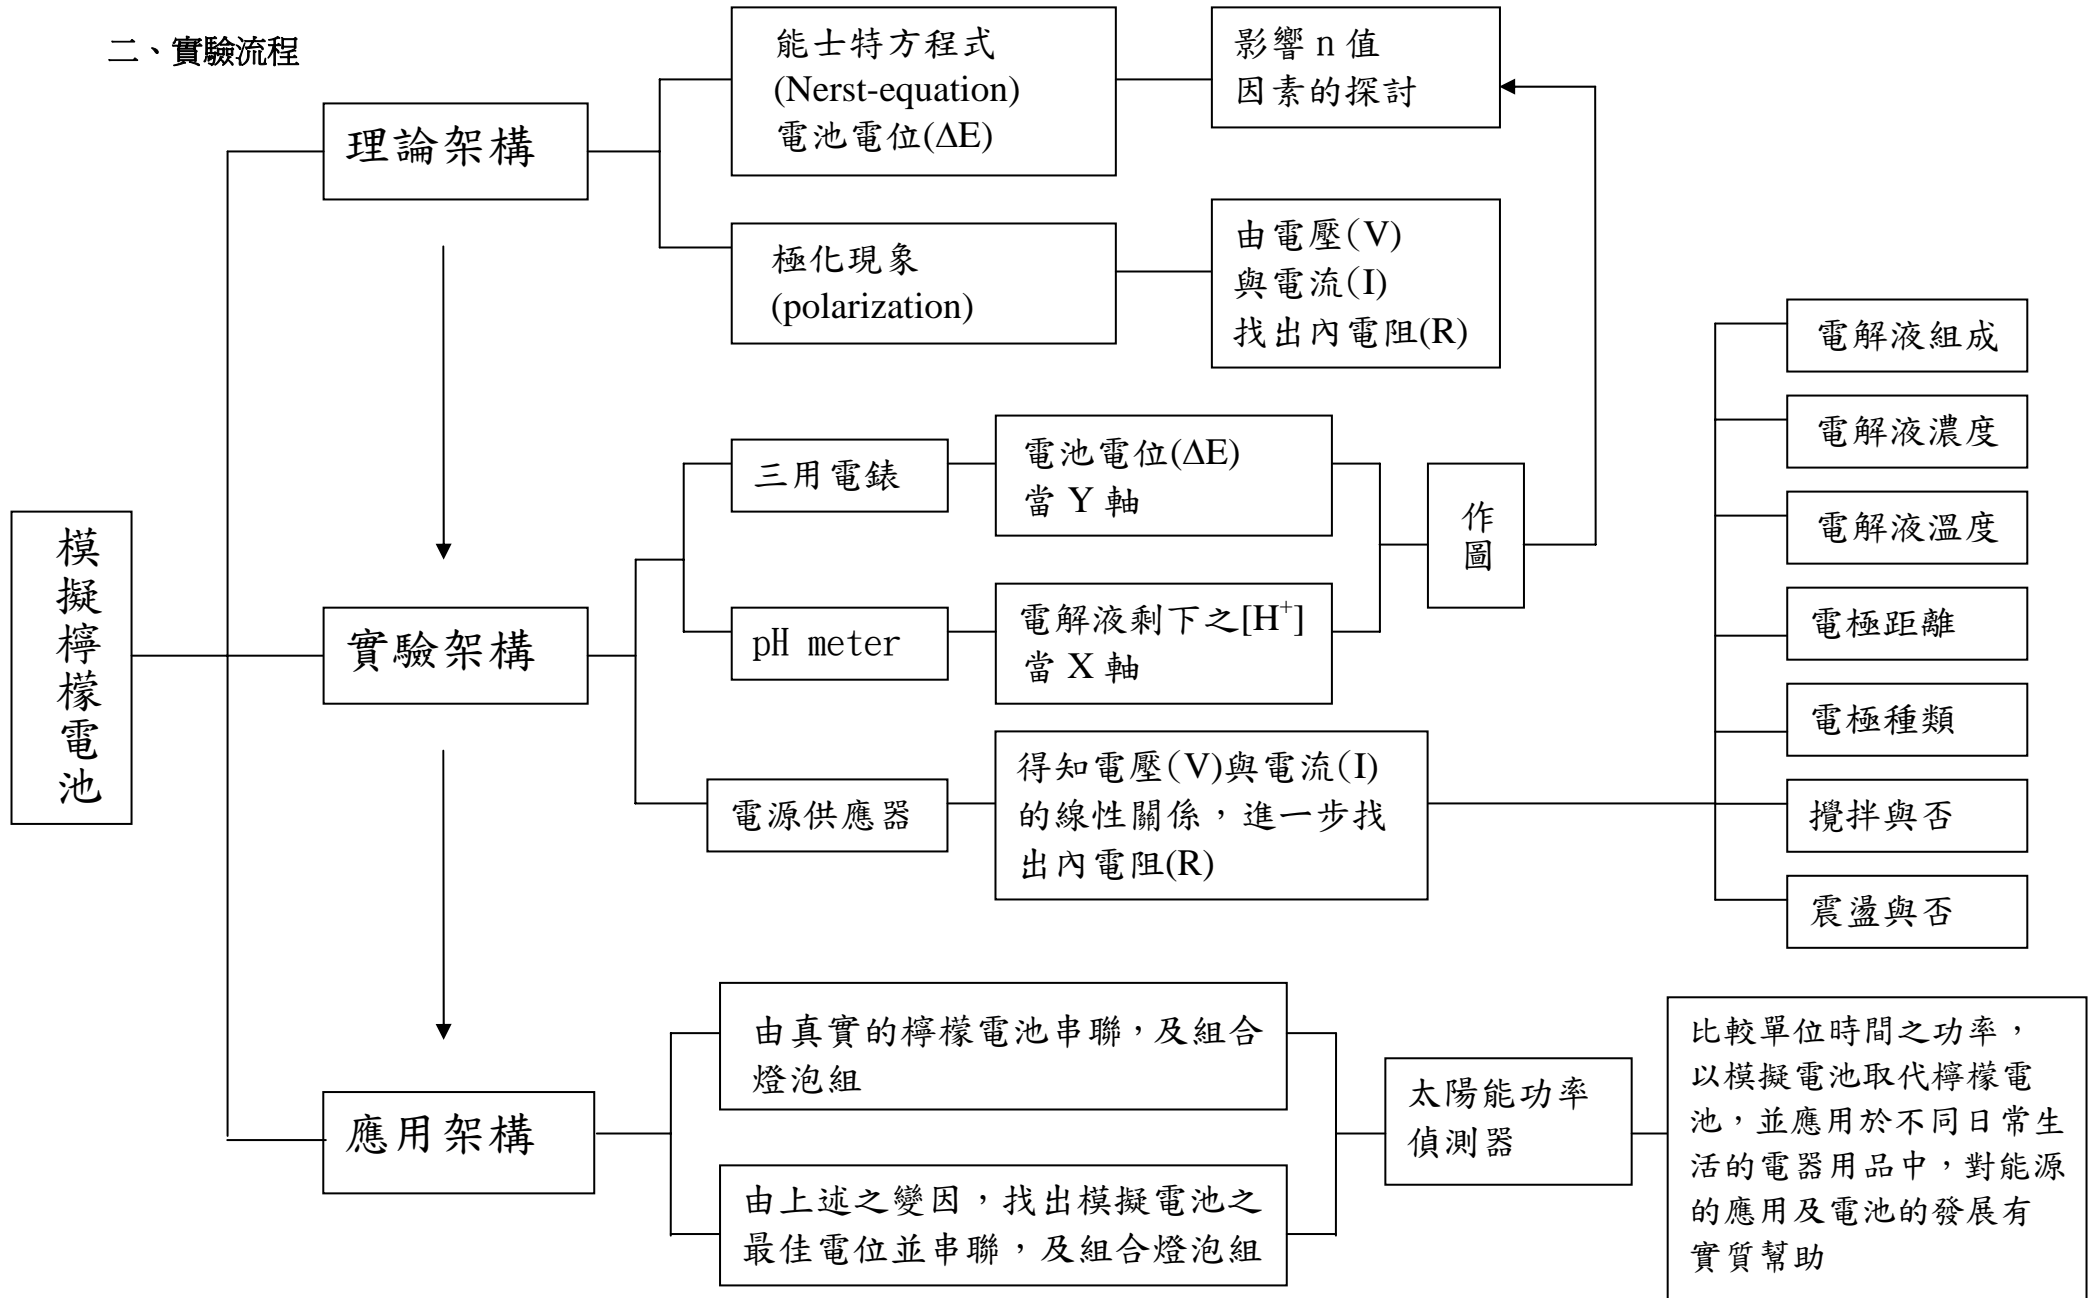 二、實驗流程
模擬檸檬電池
理論架構
能士特方程式
(Nerst-equation)
電池電位(ΔE)
影響 n 值
因素的探討
極化現象
(polarization)
由電壓(V)
與電流(I)
找出內電阻(R)
實驗架構
三用電錶
電池電位(ΔE)
當 Y 軸
pH meter
電解液剩下之[H⁺]
當 X 軸
作
圖
電源供應器
得知電壓(V)與電流(I)
的線性關係，進一步找
出內電阻(R)
電解液組成
電解液濃度
電解液溫度
電極距離
電極種類
攪拌與否
震盪與否
應用架構
由真實的檸檬電池串聯，及組合
燈泡組
由上述之變因，找出模擬電池之
最佳電位並串聯，及組合燈泡組
太陽能功率
偵測器
比較單位時間之功率，
以模擬電池取代檸檬電
池，並應用於不同日常生
活的電器用品中，對能源
的應用及電池的發展有
實質幫助